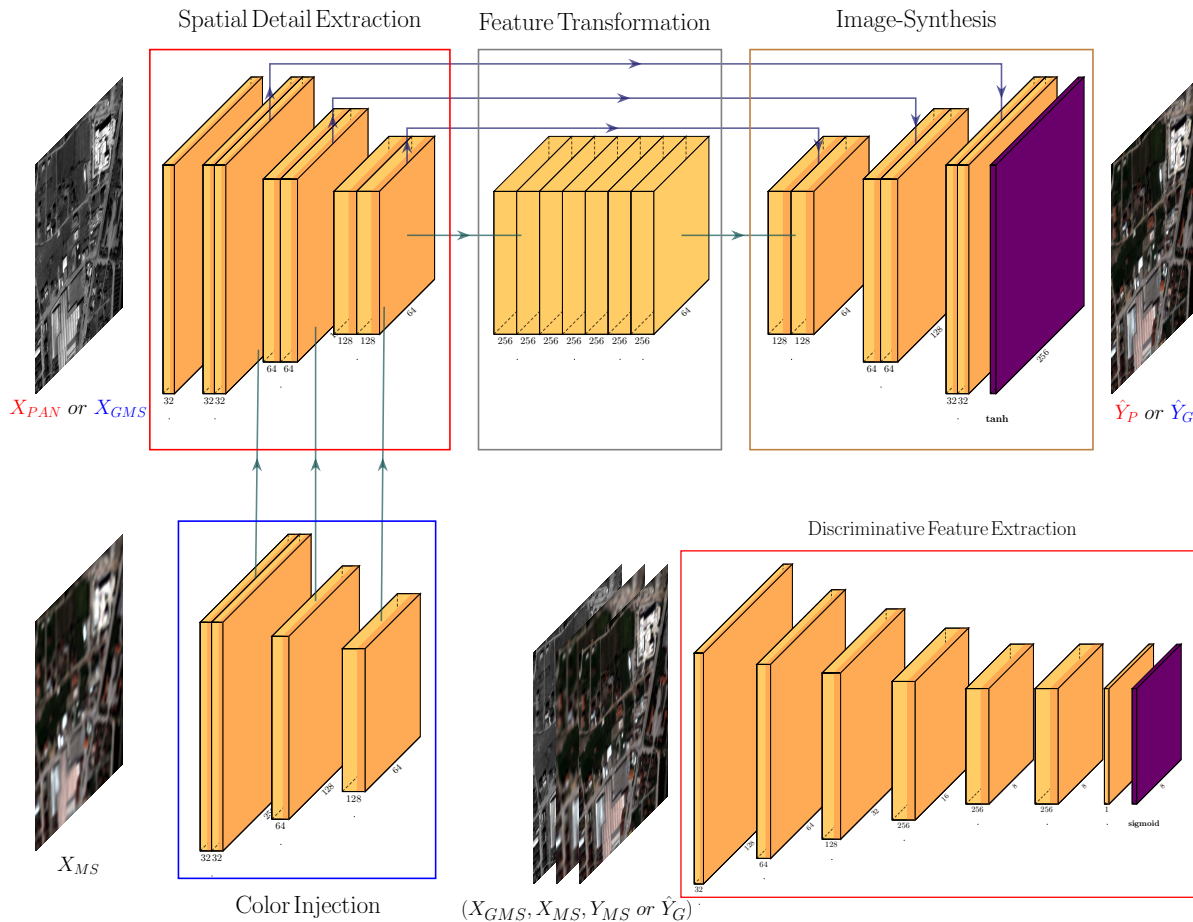 Spatial Detail Extraction
Feature Transformation
Image-Synthesis
64
64
64
128
256
32
32 32
64 64
128 128
256 256 256 256 256 256 256
128 128
64 64
32 32
tanh
X_PAN or X_GMS
Ŷ_P or Ŷ_G
Discriminative Feature Extraction
128
64
32
16
8
8
8
32
64
128
256
256
256
1
sigmoid
128
64
32 32
64
128
X_MS
Color Injection
(X_GMS, X_MS, Y_MS or Ŷ_G)